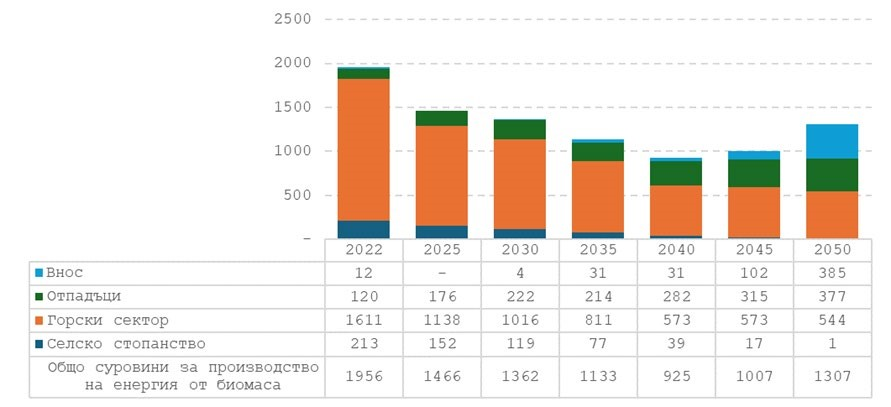 2500
2000
1500
1000
500
–
2022 2025 2030 2035 2040 2045 2050
Внос 12 – 4 31 31 102 385
Отпадъци 120 176 222 214 282 315 377
Горски сектор 1611 1138 1016 811 573 573 544
Селско стопанство 213 152 119 77 39 17 1
Общо суровини за производство
на енергия от биомаса 1956 1466 1362 1133 925 1007 1307